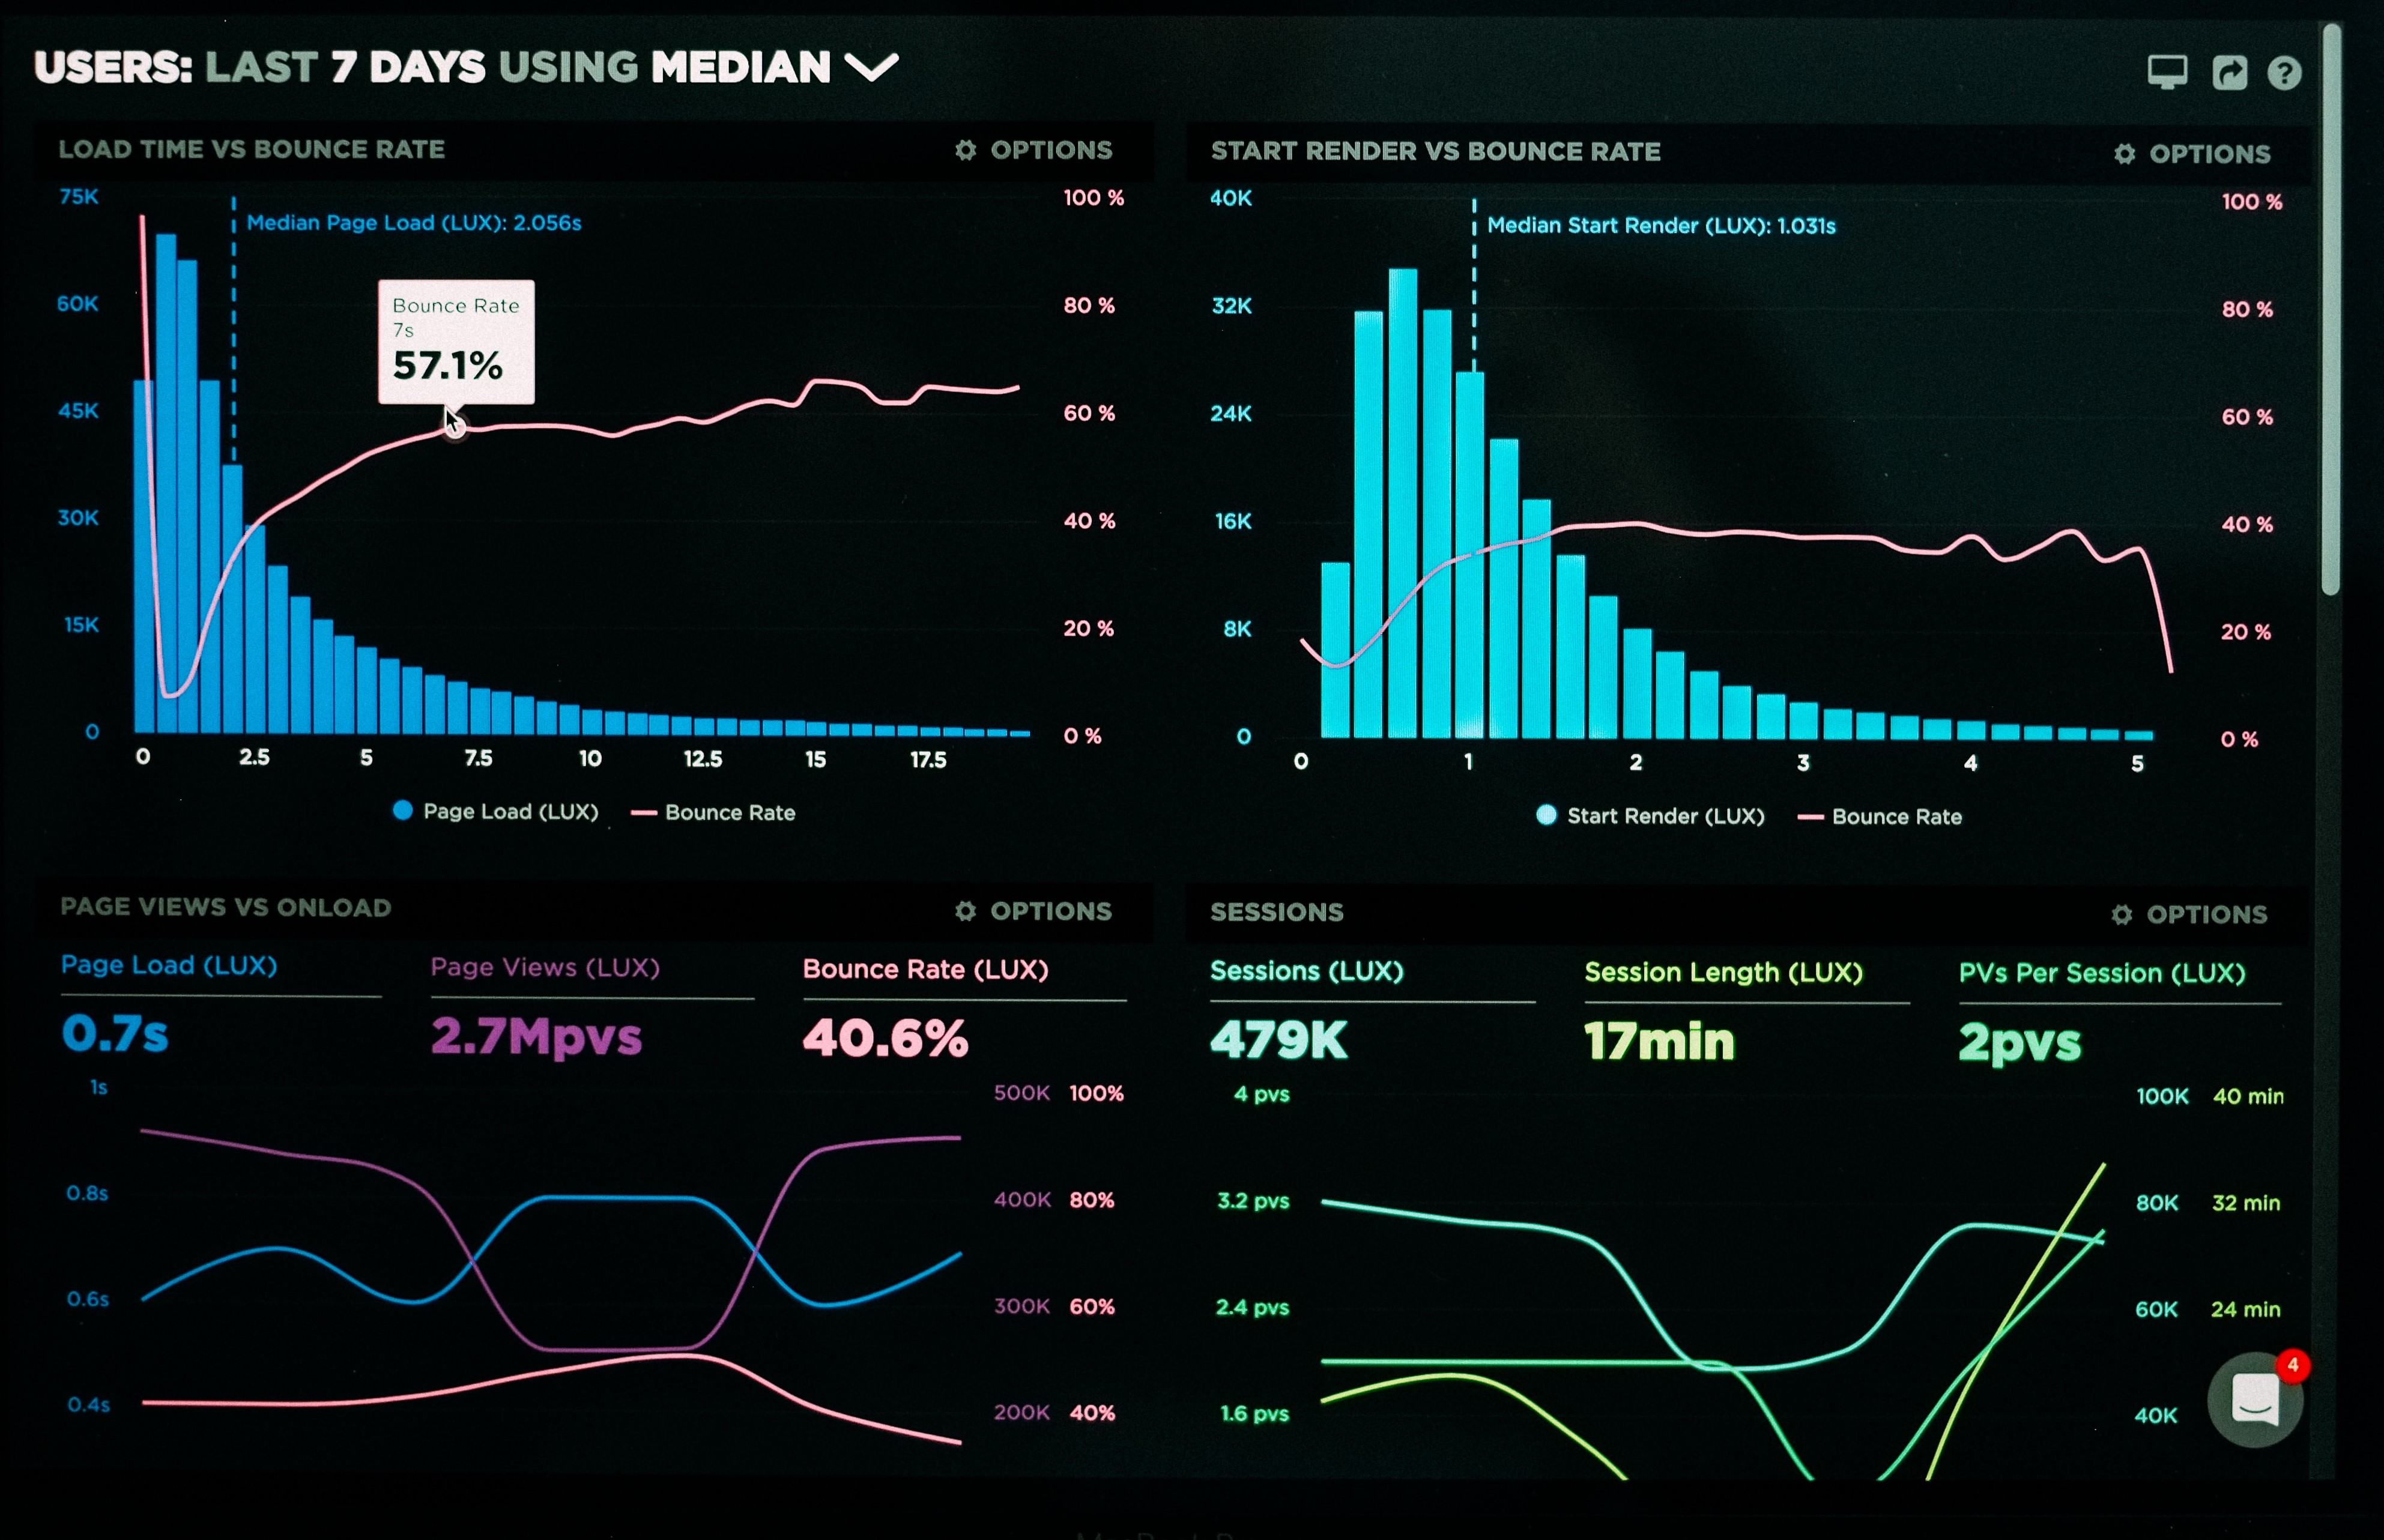 USERS: LAST 7 DAYS USING MEDIAN
LOAD TIME VS BOUNCE RATE
OPTIONS
75K
60K
45K
30K
15K
0
Median Page Load (LUX): 2.056s
Bounce Rate
7s
57.1%
100 %
80 %
60 %
40 %
20 %
0 %
0 2.5 5 7.5 10 12.5 15 17.5
Page Load (LUX) Bounce Rate
START RENDER VS BOUNCE RATE
OPTIONS
40K
32K
24K
16K
8K
0
Median Start Render (LUX): 1.031s
100 %
80 %
60 %
40 %
20 %
0 %
0 1 2 3 4 5
Start Render (LUX) Bounce Rate
PAGE VIEWS VS ONLOAD
OPTIONS
Page Load (LUX) Page Views (LUX) Bounce Rate (LUX)
0.7s 2.7Mpvs 40.6%
1s
0.8s
0.6s
0.4s
500K 100%
400K 80%
300K 60%
200K 40%
SESSIONS
OPTIONS
Sessions (LUX) Session Length (LUX) PVs Per Session (LUX)
479K 17min 2pvs
4 pvs
3.2 pvs
2.4 pvs
1.6 pvs
100K 40 min
80K 32 min
60K 24 min
40K
4